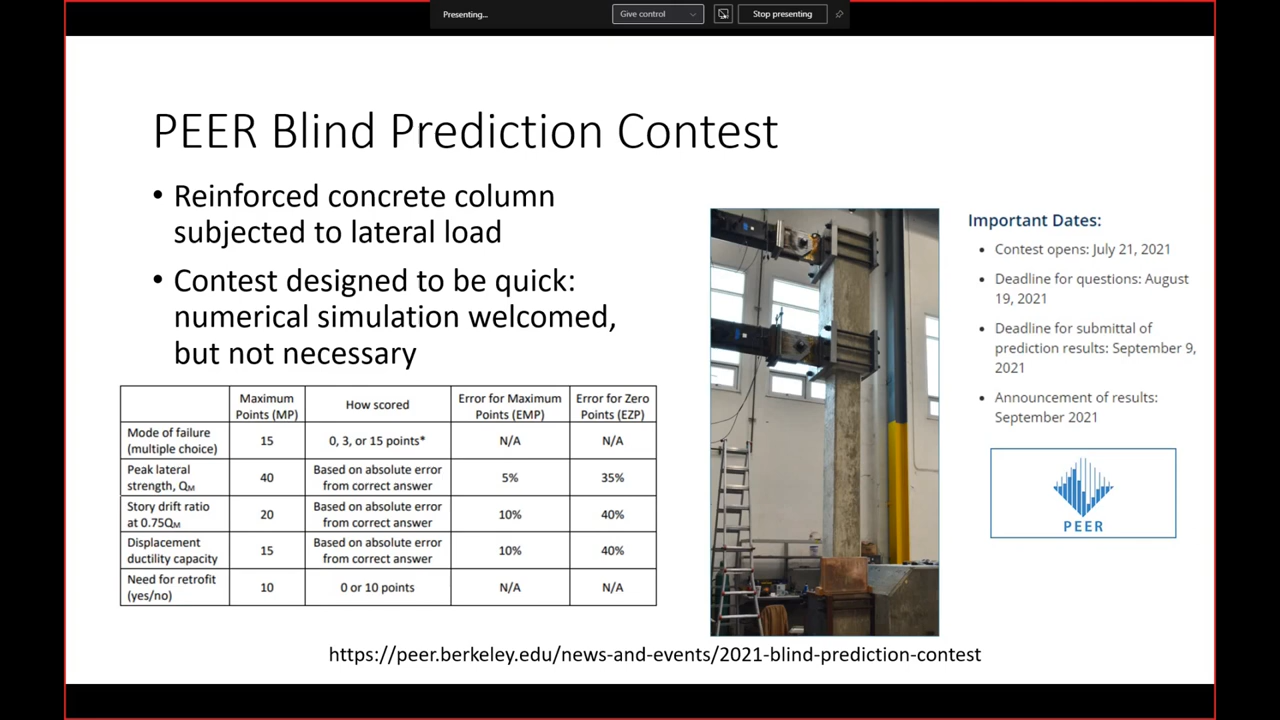 Presenting...
Give control
Stop presenting
PEER Blind Prediction Contest
• Reinforced concrete column
subjected to lateral load
• Contest designed to be quick:
numerical simulation welcomed,
but not necessary
Maximum Points (MP) How scored Error for Maximum Points (EMP) Error for Zero Points (EZP)
Mode of failure (multiple choice) 15 0, 3, or 15 points* N/A N/A
Peak lateral strength, QM 40 Based on absolute error from correct answer 5% 35%
Story drift ratio at 0.75QM 20 Based on absolute error from correct answer 10% 40%
Displacement ductility capacity 15 Based on absolute error from correct answer 10% 40%
Need for retrofit (yes/no) 10 0 or 10 points N/A N/A
Important Dates:
• Contest opens: July 21, 2021
• Deadline for questions: August
19, 2021
• Deadline for submittal of
prediction results: September 9,
2021
• Announcement of results:
September 2021
PEER
https://peer.berkeley.edu/news-and-events/2021-blind-prediction-contest